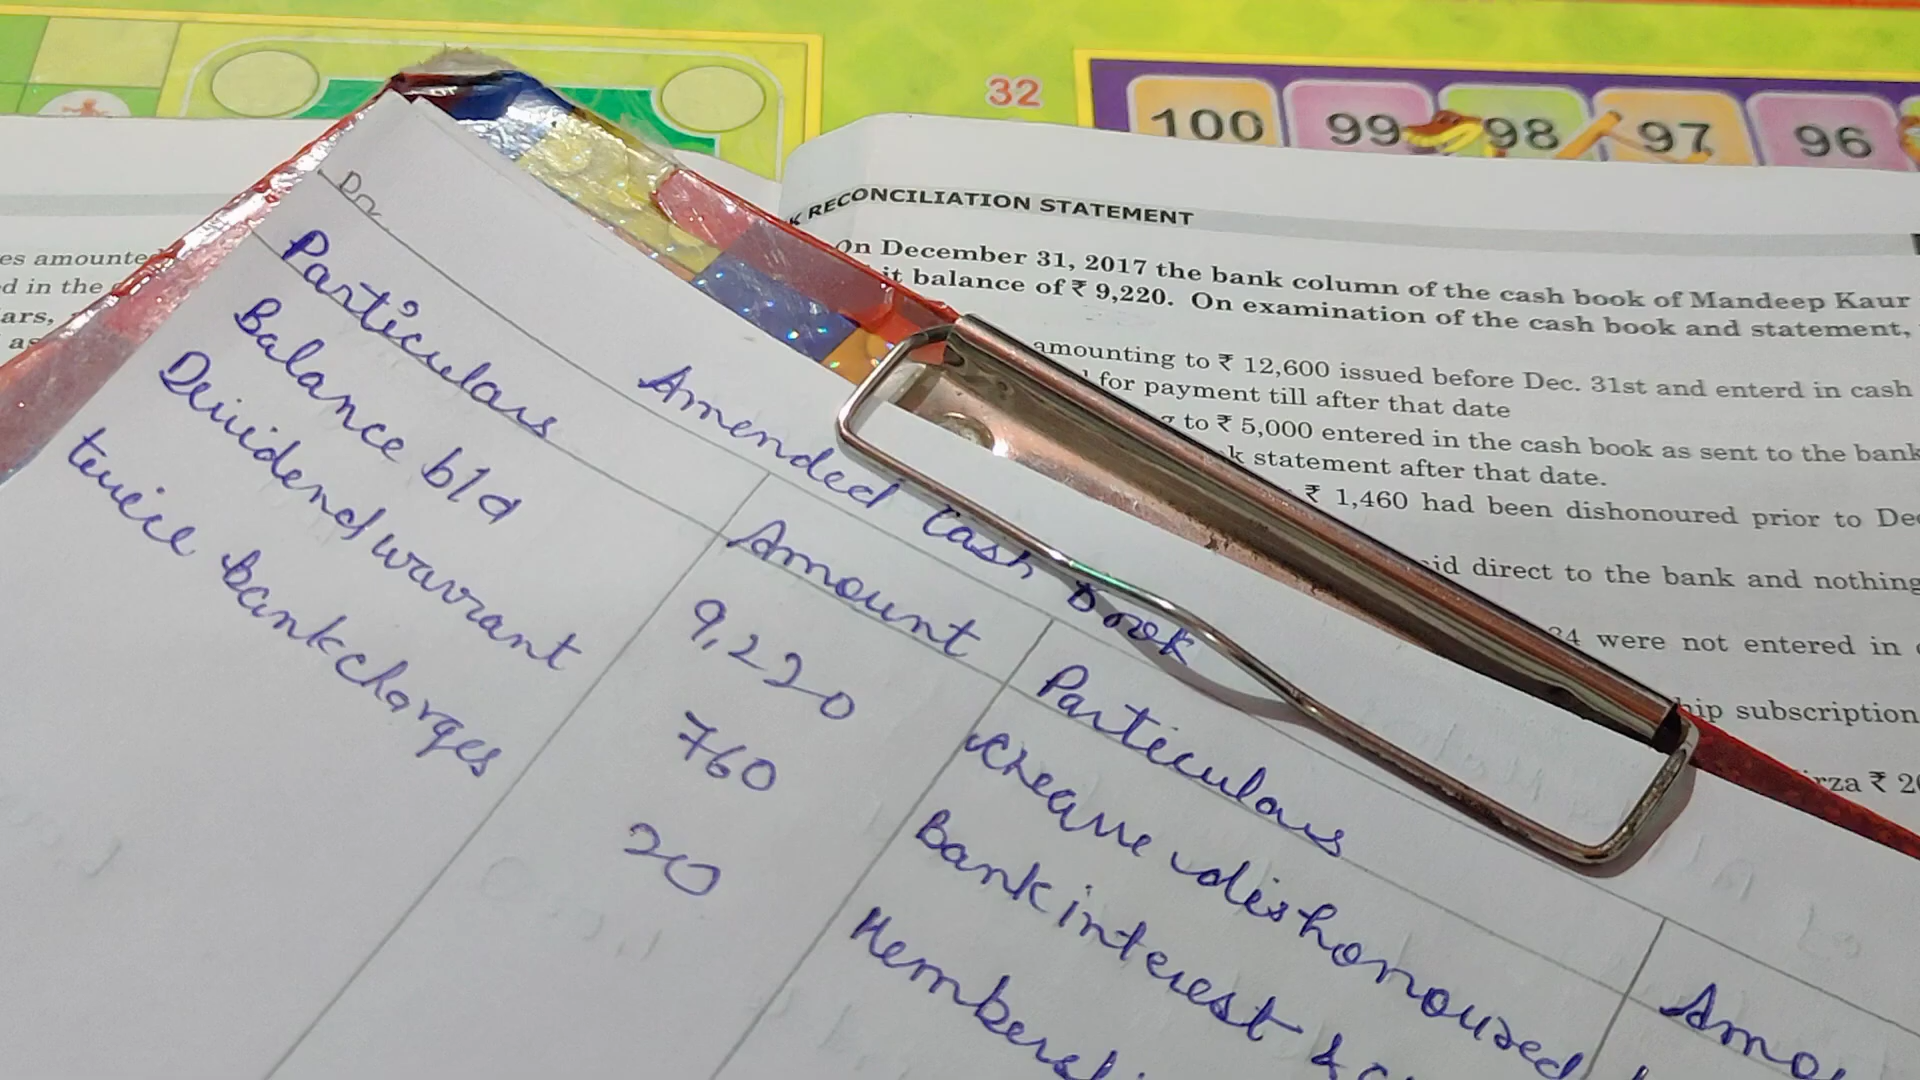 32
100 99 98 97 96
RECONCILIATION STATEMENT
On December 31, 2017 the bank column of the cash book of Mandeep Kaur
it balance of ₹ 9,220. On examination of the cash book and statement,
amounting to ₹ 12,600 issued before Dec. 31st and enterd in cash
for payment till after that date
to ₹ 5,000 entered in the cash book as sent to the bank
statement after that date.
₹ 1,460 had been dishonoured prior to
direct to the bank and nothing
were not entered in
subscription
₹
es amounte
d in the
ars,
as
Dr.
Amended Cash Book
Particulars Amount Particulars Amo
Balance b/d 9,220 dishonoured
Dividend warrant 760 Bank interest &
twice bank charges 20